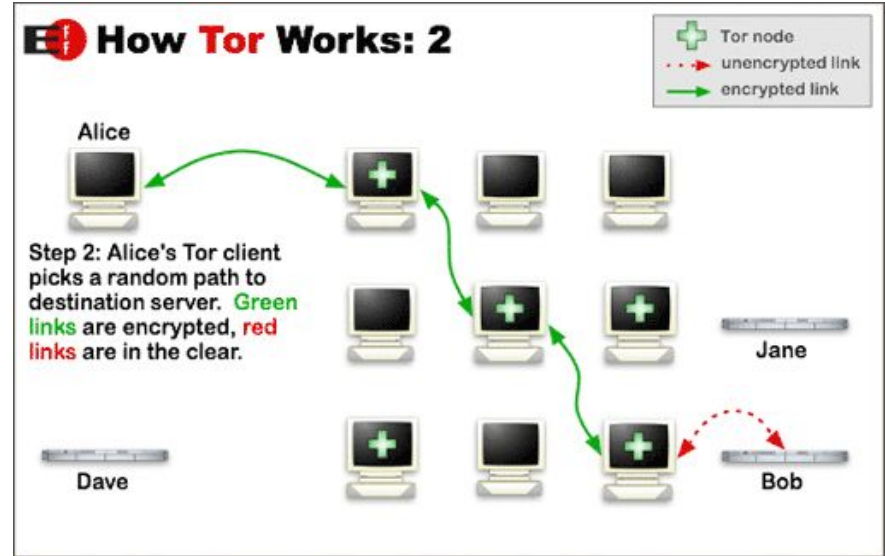 EFF How Tor Works: 2
Tor node
unencrypted link
encrypted link
Alice
Step 2: Alice's Tor client
picks a random path to
destination server. Green
links are encrypted, red
links are in the clear.
Jane
Dave
Bob